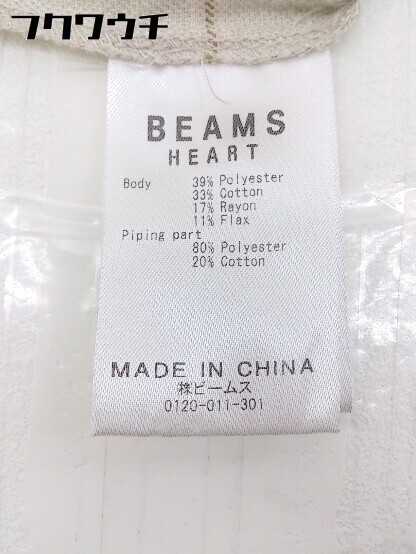 フクワウチ
BEAMS
HEART
Body 39% Polyester
33% Cotton
17% Rayon
11% Flax
Piping part
80% Polyester
20% Cotton
MADE IN CHINA
㈱ビームス
0120-011-301